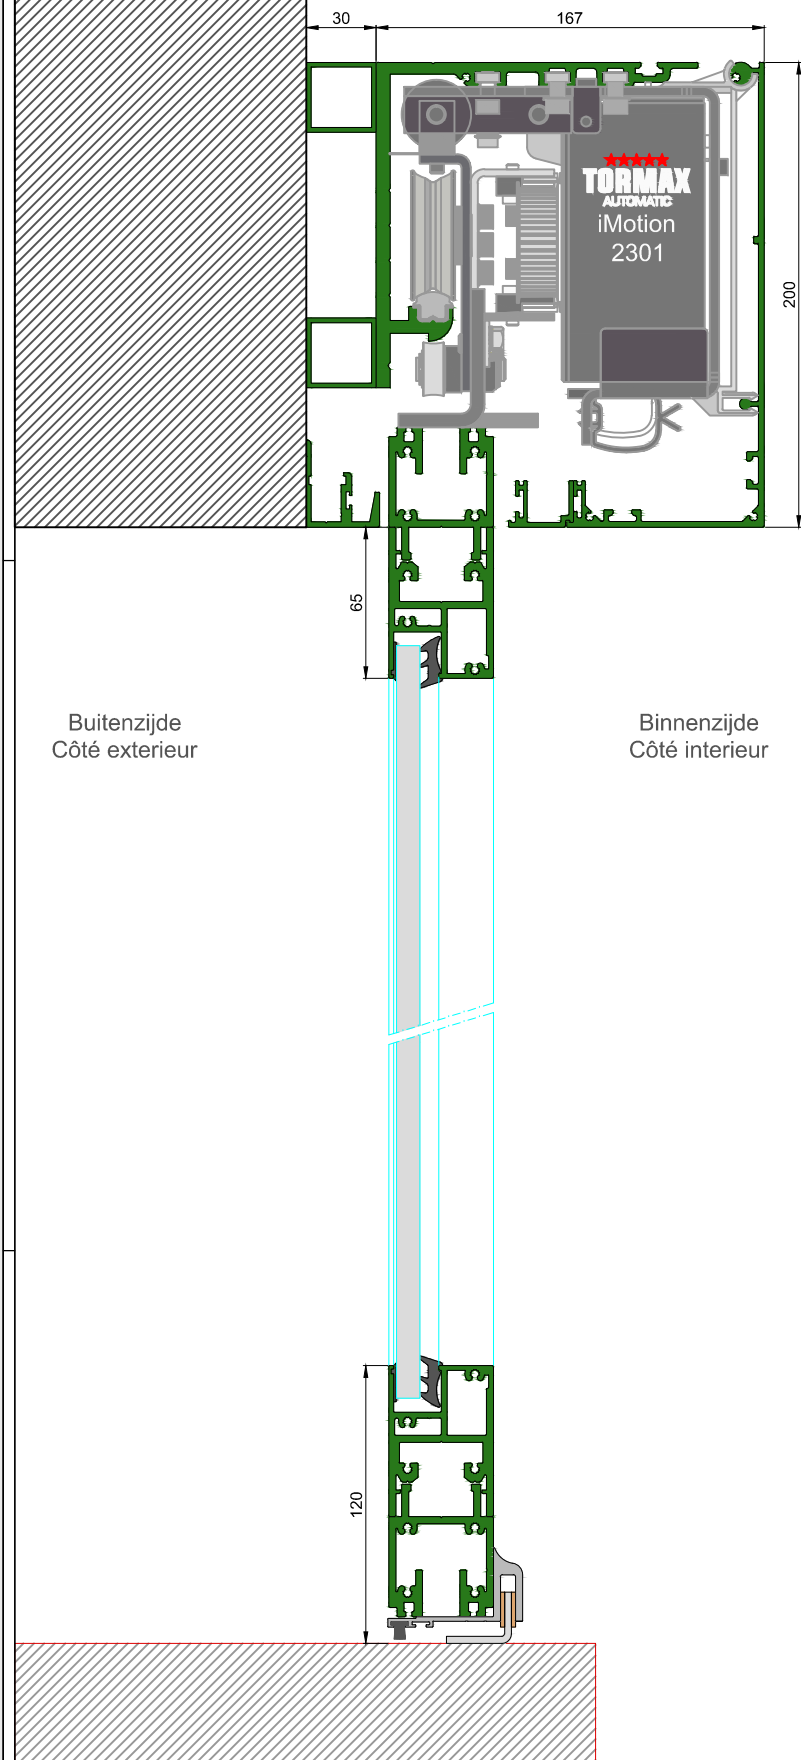 30
167
TORMAX
AUTOMATIC
iMotion
2301
200
65
Buitenzijde
Côté exterieur
Binnenzijde
Côté interieur
120